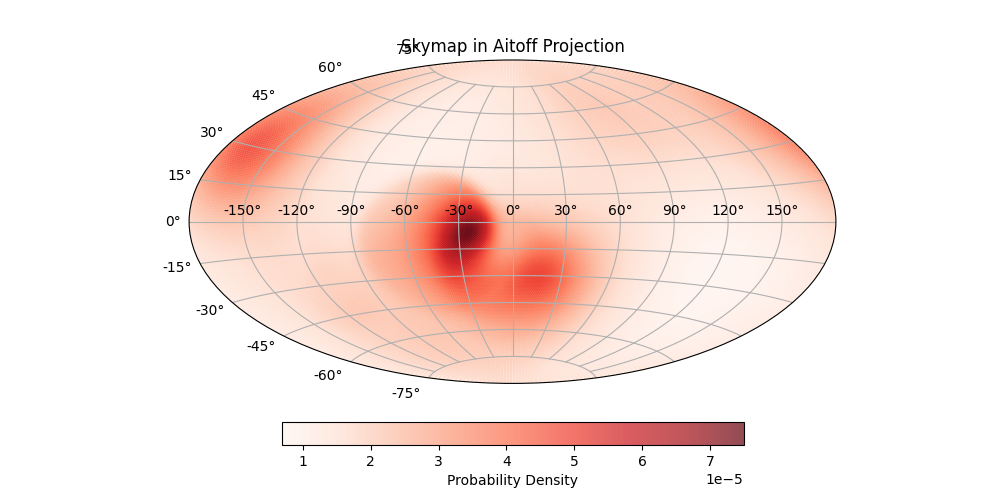 75°
Skymap in Aitoff Projection
60°
45°
30°
15°
-150° -120° -90° -60° -30° 0° 30° 60° 90° 120° 150°
0°
-15°
-30°
-45°
-60°
-75°
1 2 3 4 5 6 7
1e−5
Probability Density